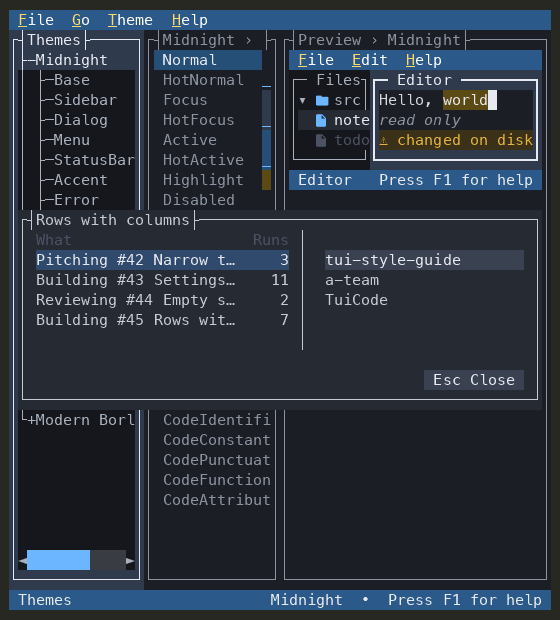 File Go Theme Help
Themes
Midnight ›
Preview › Midnight
Midnight
Base
Sidebar
Dialog
Menu
StatusBar
Accent
Error
Normal
HotNormal
Focus
HotFocus
Active
HotActive
Highlight
Disabled
File Edit Help
Files
▾ src
note
todo
Editor
Hello, world
read only
⚠ changed on disk
Editor Press F1 for help
Rows with columns
What Runs
Pitching #42 Narrow t… 3
Building #43 Settings… 11
Reviewing #44 Empty s… 2
Building #45 Rows wit… 7
tui-style-guide
a-team
TuiCode
Esc Close
+Modern Borl
CodeIdentifi
CodeConstant
CodePunctuat
CodeFunction
CodeAttribut
Themes Midnight • Press F1 for help